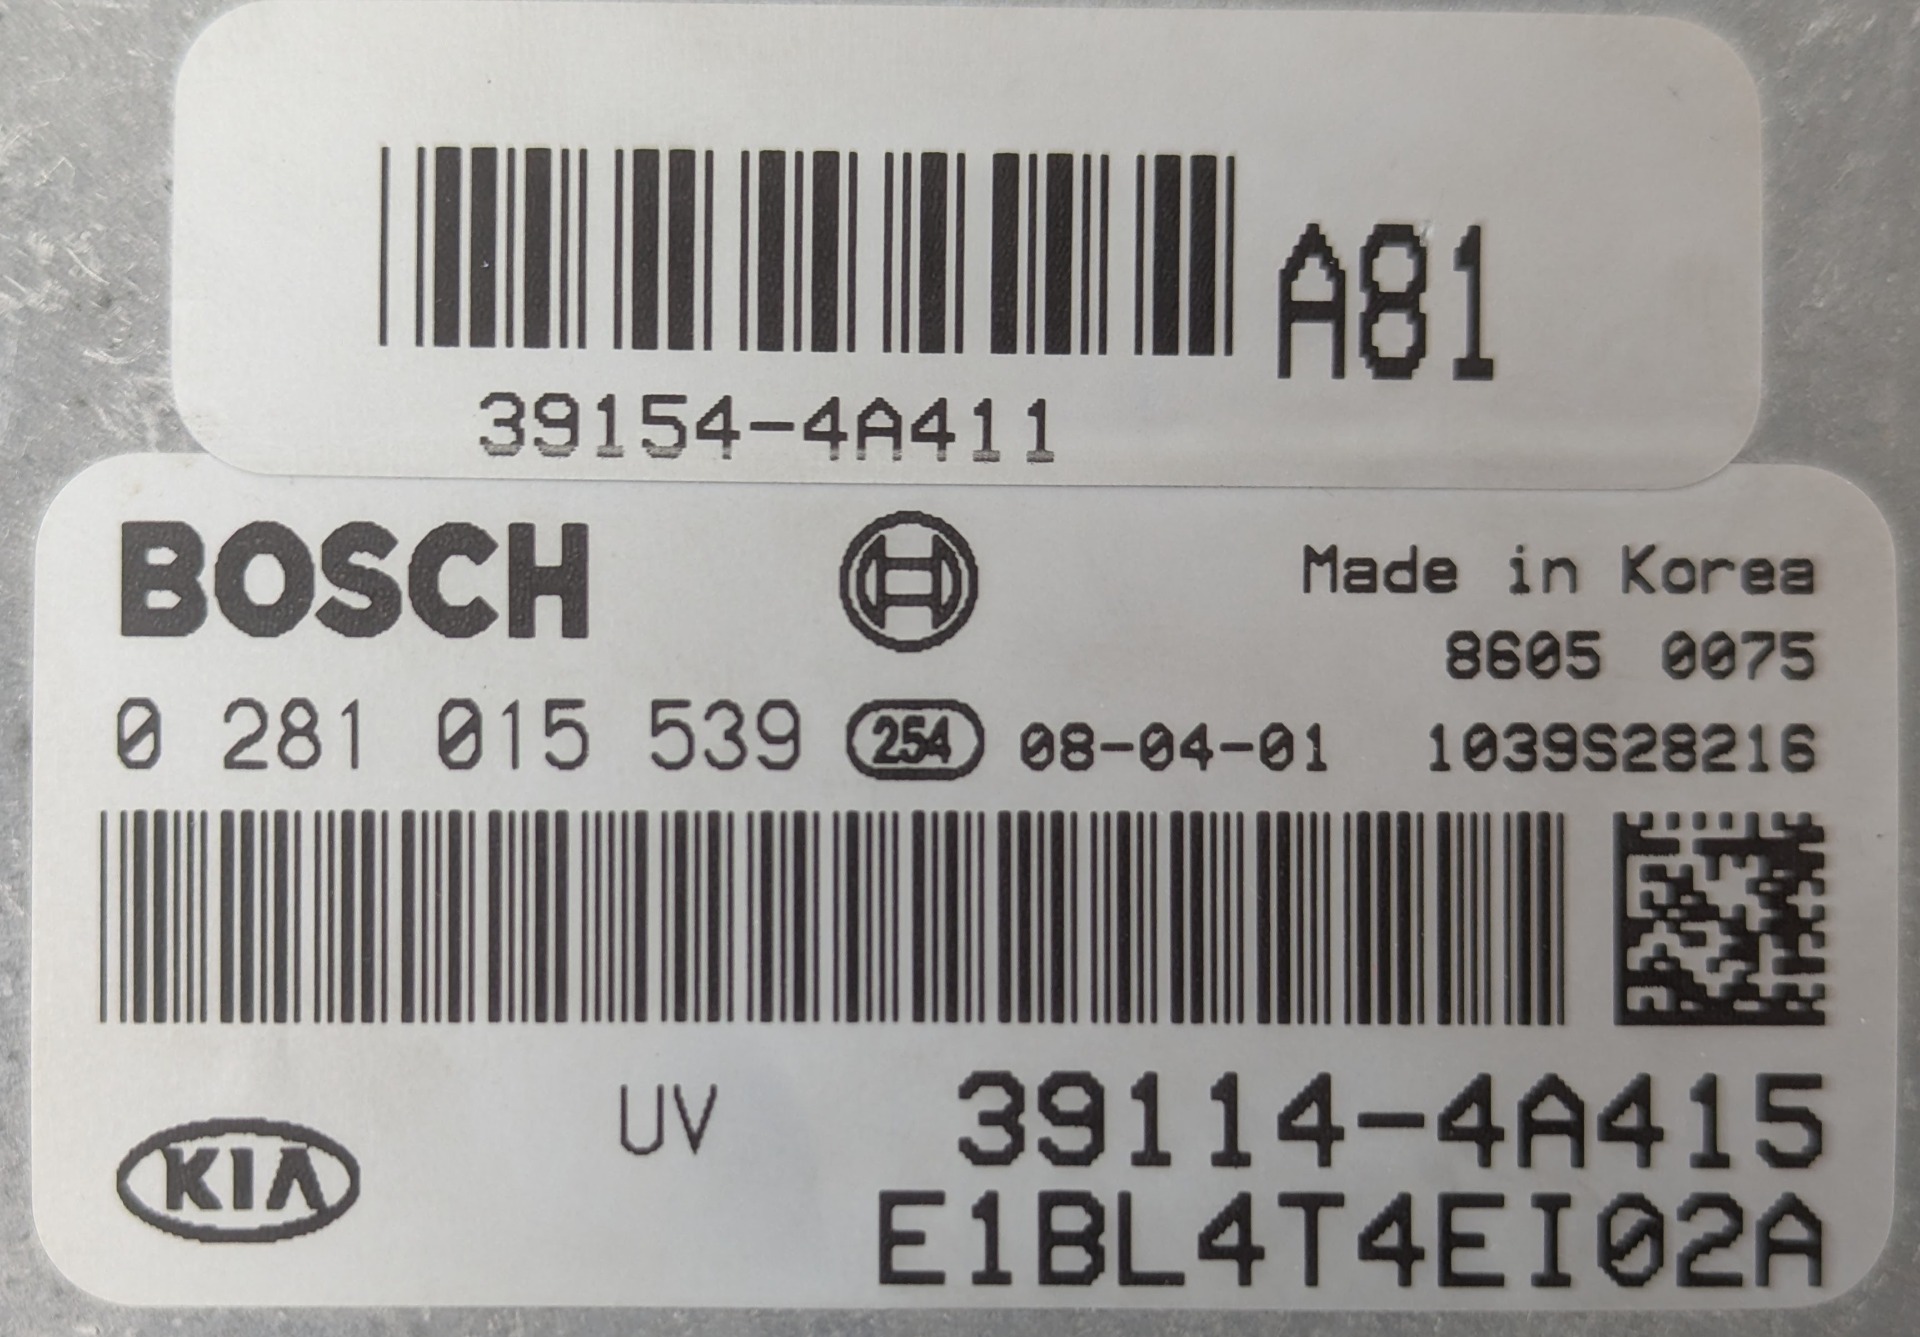 A81
39154-4A411
BOSCH
Made in Korea
8605 0075
0 281 015 539 254 08-04-01 1039S28216
UV
39114-4A415
KIA
E1BL4T4EI02A